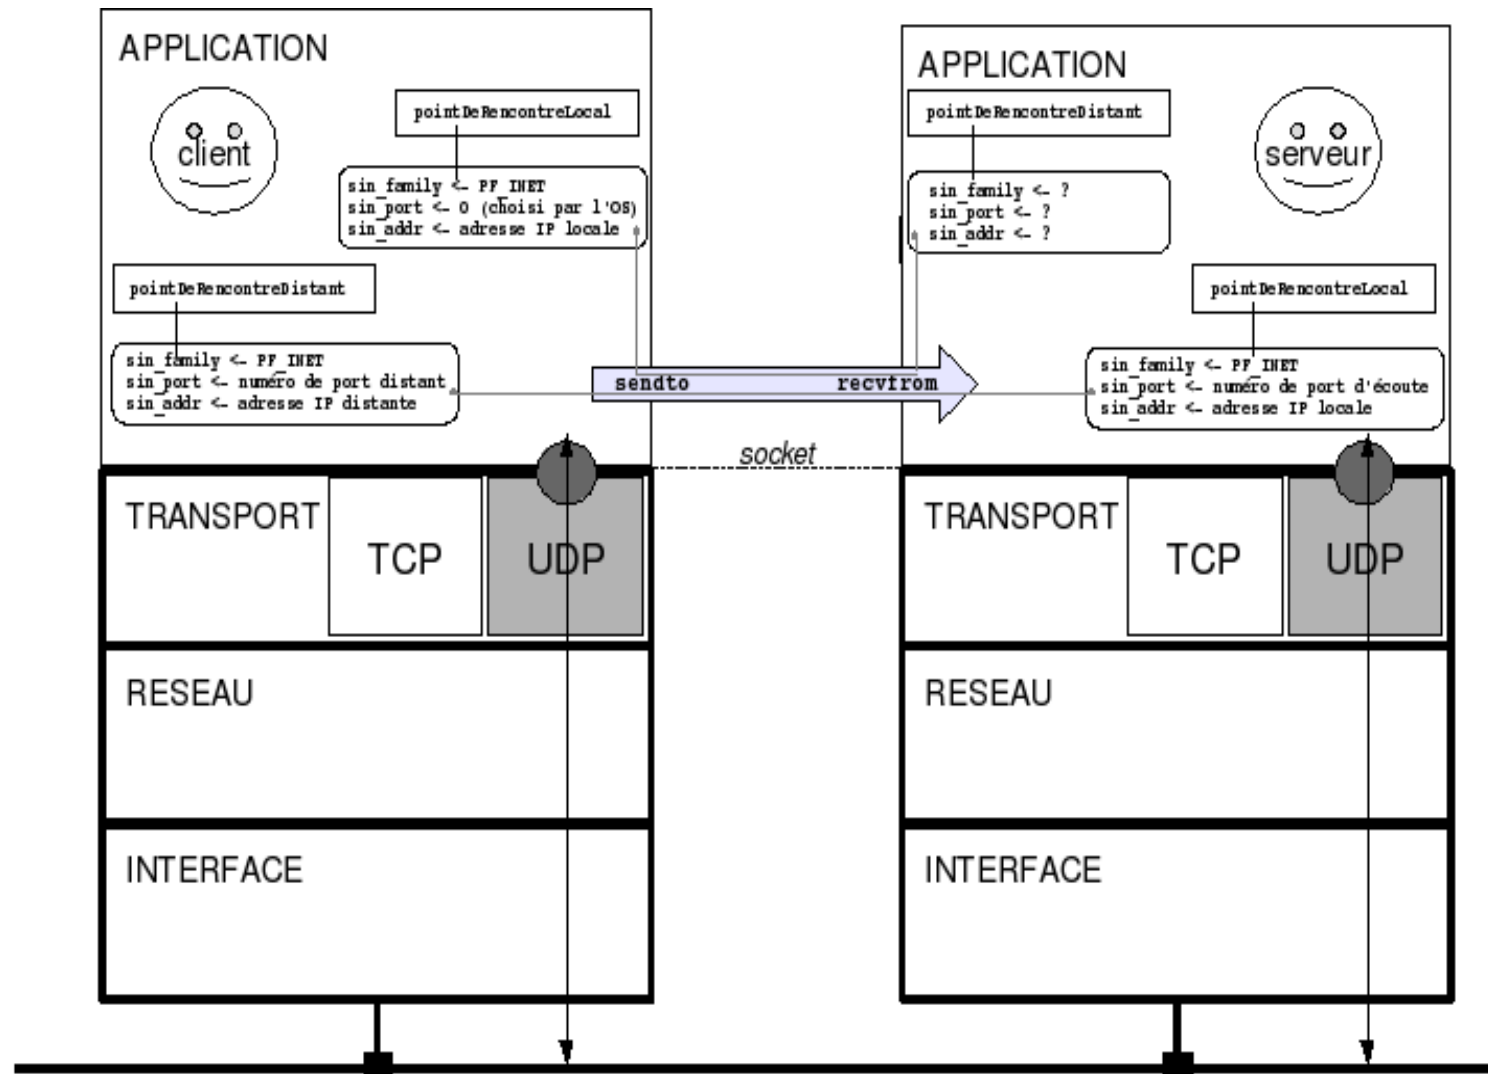 APPLICATION
client
pointDeRencontreLocal
sin_family <- PF_INET
sin_port <- 0 (choisi par l'OS)
sin_addr <- adresse IP locale
pointDeRencontreDistant
sin_family <- PF_INET
sin_port <- numéro de port distant
sin_addr <- adresse IP distante
sendto
recvfrom
socket
TRANSPORT
TCP
UDP
RESEAU
INTERFACE
APPLICATION
pointDeRencontreDistant
serveur
sin_family <- ?
sin_port <- ?
sin_addr <- ?
pointDeRencontreLocal
sin_family <- PF_INET
sin_port <- numéro de port d'écoute
sin_addr <- adresse IP locale
TRANSPORT
TCP
UDP
RESEAU
INTERFACE